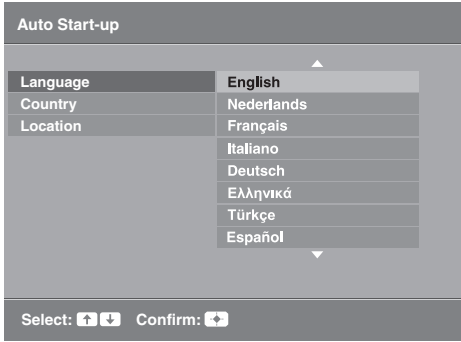 Auto Start-up
Language
Country
Location
English
Nederlands
Français
Italiano
Deutsch
Ελληνικά
Türkçe
Español
Select: Confirm: